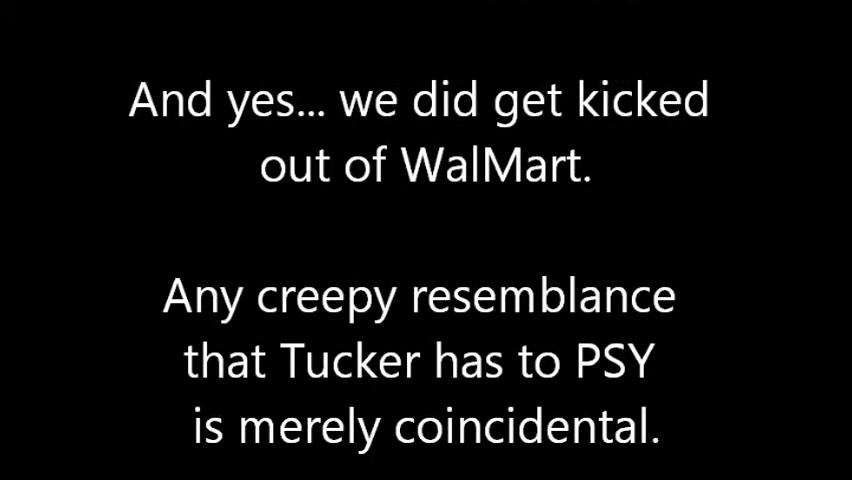 And yes... we did get kicked
out of WalMart.
Any creepy resemblance
that Tucker has to PSY
is merely coincidental.